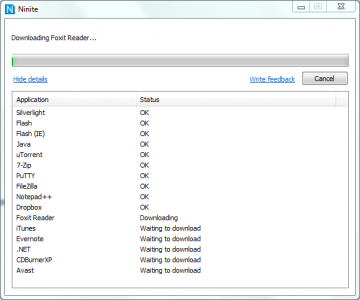 Ninite
Downloading Foxit Reader...
Hide details Write feedback Cancel
Application Status
Silverlight OK
Flash OK
Flash (IE) OK
Java OK
uTorrent OK
7-Zip OK
PuTTY OK
FileZilla OK
Notepad++ OK
Dropbox OK
Foxit Reader Downloading
iTunes Waiting to download
Evernote Waiting to download
.NET Waiting to download
CDBurnerXP Waiting to download
Avast Waiting to download